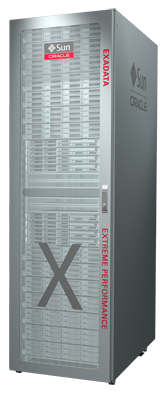 Sun
ORACLE
EXADATA
Sun
ORACLE
X
EXTREME PERFORMANCE